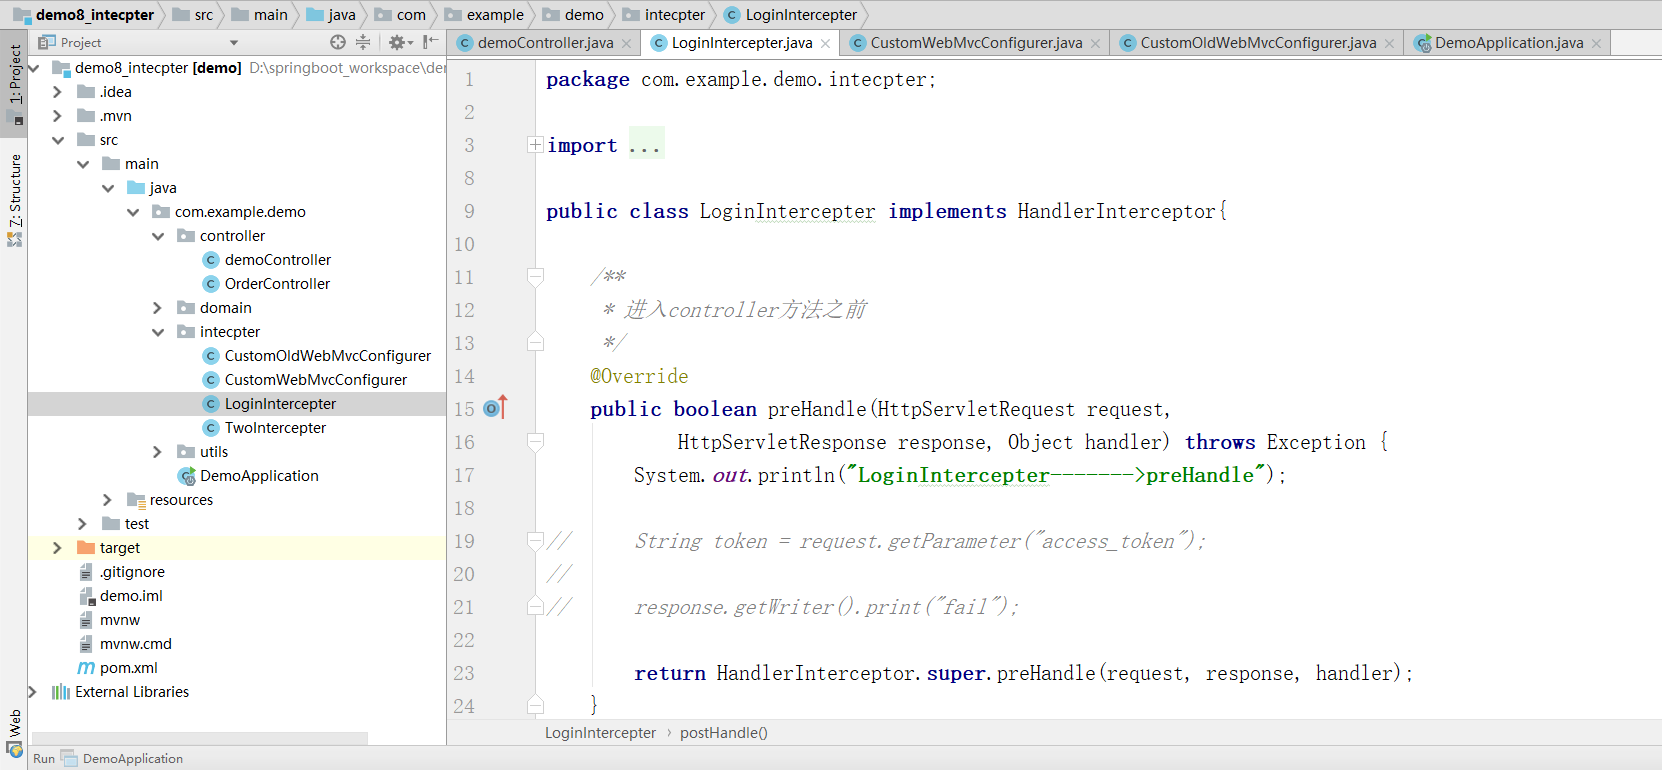 demo8_intecpter src main java com example demo intecpter LoginIntercepter
Project
demoController.java LoginIntercepter.java CustomWebMvcConfigurer.java CustomOldWebMvcConfigurer.java DemoApplication.java
1: Project
Z: Structure
Web
demo8_intecpter [demo] D:\springboot_workspace\der
.idea
.mvn
src
main
java
com.example.demo
controller
demoController
OrderController
domain
intecpter
CustomOldWebMvcConfigurer
CustomWebMvcConfigurer
LoginIntercepter
TwoIntercepter
utils
DemoApplication
resources
test
target
.gitignore
demo.iml
mvnw
mvnw.cmd
pom.xml
External Libraries
1 package com.example.demo.intecpter;
2
3 import ...
8
9 public class LoginIntercepter implements HandlerInterceptor{
10
11 /**
12 * 进入controller方法之前
13 */
14 @Override
15 public boolean preHandle(HttpServletRequest request,
16 HttpServletResponse response, Object handler) throws Exception {
17 System.out.println("LoginIntercepter------->preHandle");
18
19 // String token = request.getParameter("access_token");
20 //
21 // response.getWriter().print("fail");
22
23 return HandlerInterceptor.super.preHandle(request, response, handler);
24 }
LoginIntercepter › postHandle()
Run DemoApplication